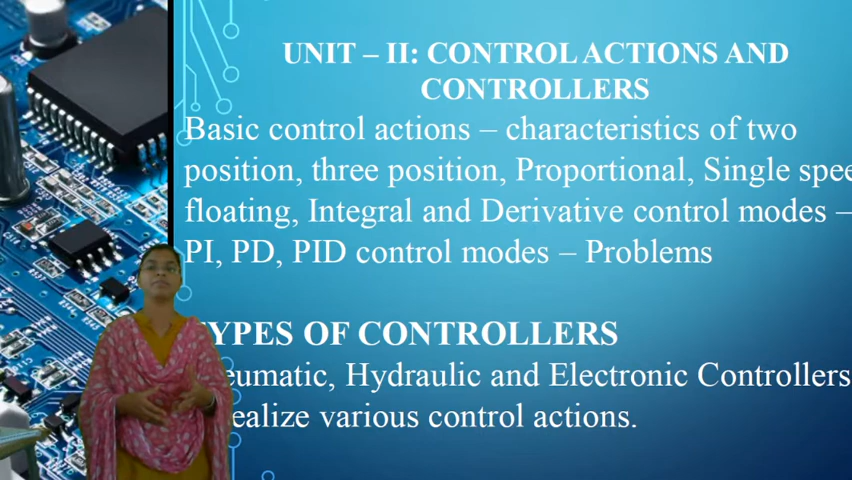 UNIT – II: CONTROL ACTIONS AND
CONTROLLERS
Basic control actions – characteristics of two
position, three position, Proportional, Single spee
floating, Integral and Derivative control modes –
PI, PD, PID control modes – Problems
TYPES OF CONTROLLERS
eumatic, Hydraulic and Electronic Controllers
ealize various control actions.